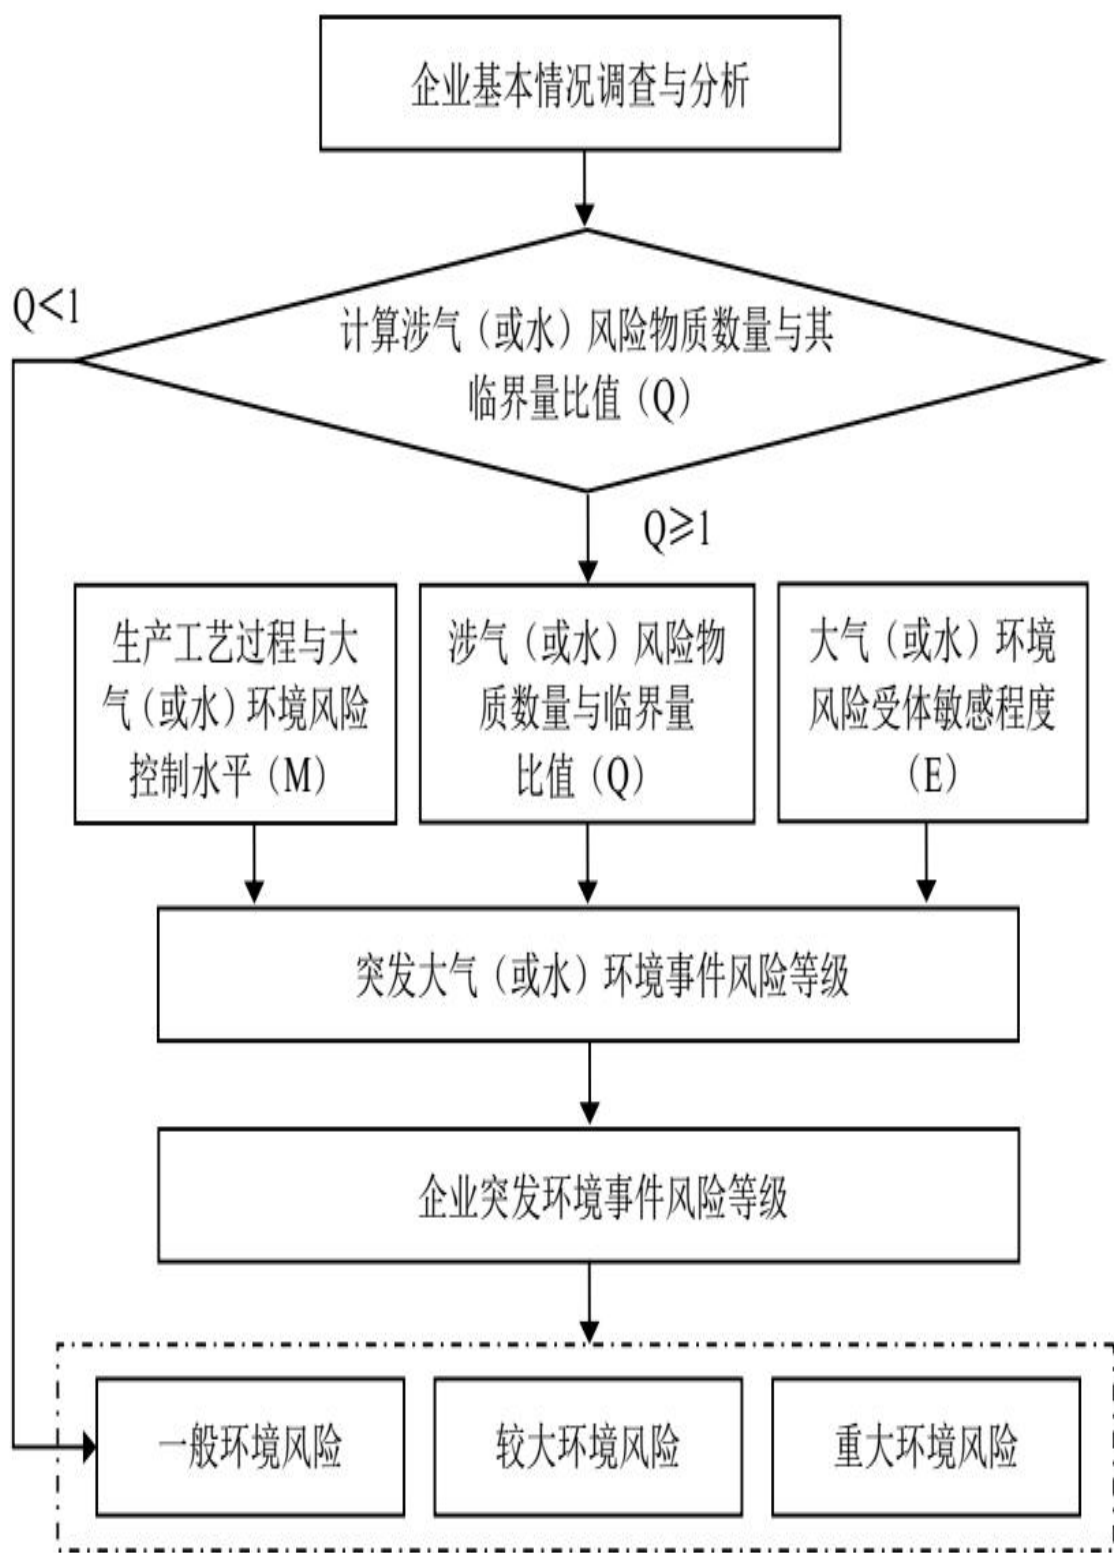 企业基本情况调查与分析
Q<1
计算涉气（或水）风险物质数量与其
临界量比值（Q）
Q≥1
生产工艺过程与大
气（或水）环境风险
控制水平（M）
涉气（或水）风险物
质数量与临界量
比值（Q）
大气（或水）环境
风险受体敏感程度
（E）
突发大气（或水）环境事件风险等级
企业突发环境事件风险等级
一般环境风险
较大环境风险
重大环境风险